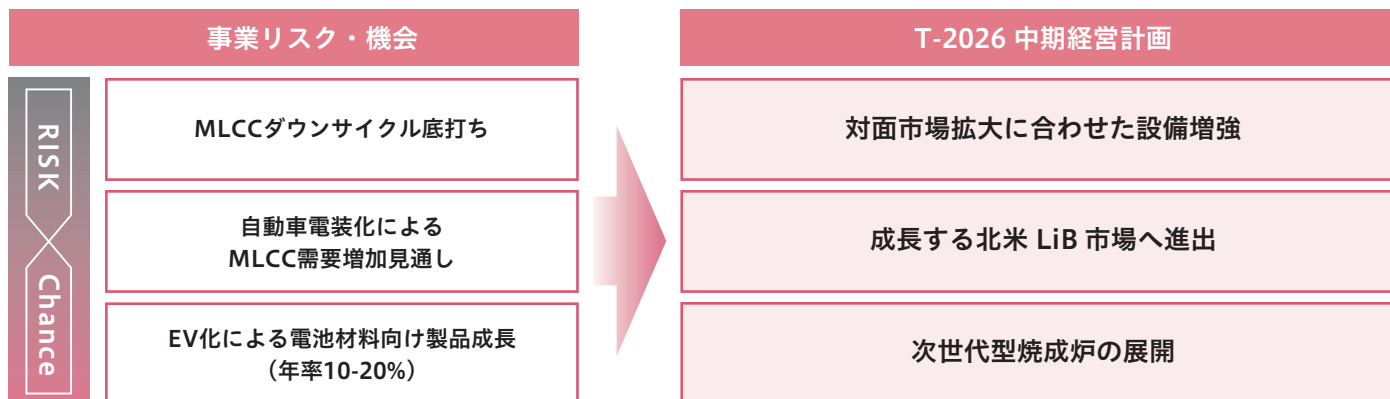 事業リスク・機会
T-2026 中期経営計画
RISK
Chance
MLCCダウンサイクル底打ち
自動車電装化による
MLCC需要増加見通し
EV化による電池材料向け製品成長
（年率10-20%）
対面市場拡大に合わせた設備増強
成長する北米 LiB 市場へ進出
次世代型焼成炉の展開